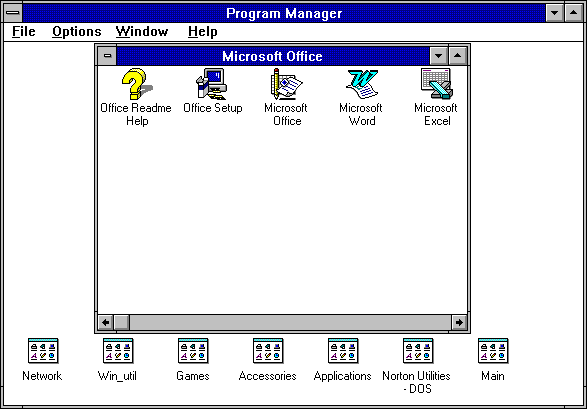 Program Manager
File Options Window Help
Microsoft Office
Office Readme Help
Office Setup
Microsoft Office
Microsoft Word
Microsoft Excel
Network
Win_util
Games
Accessories
Applications
Norton Utilities - DOS
Main